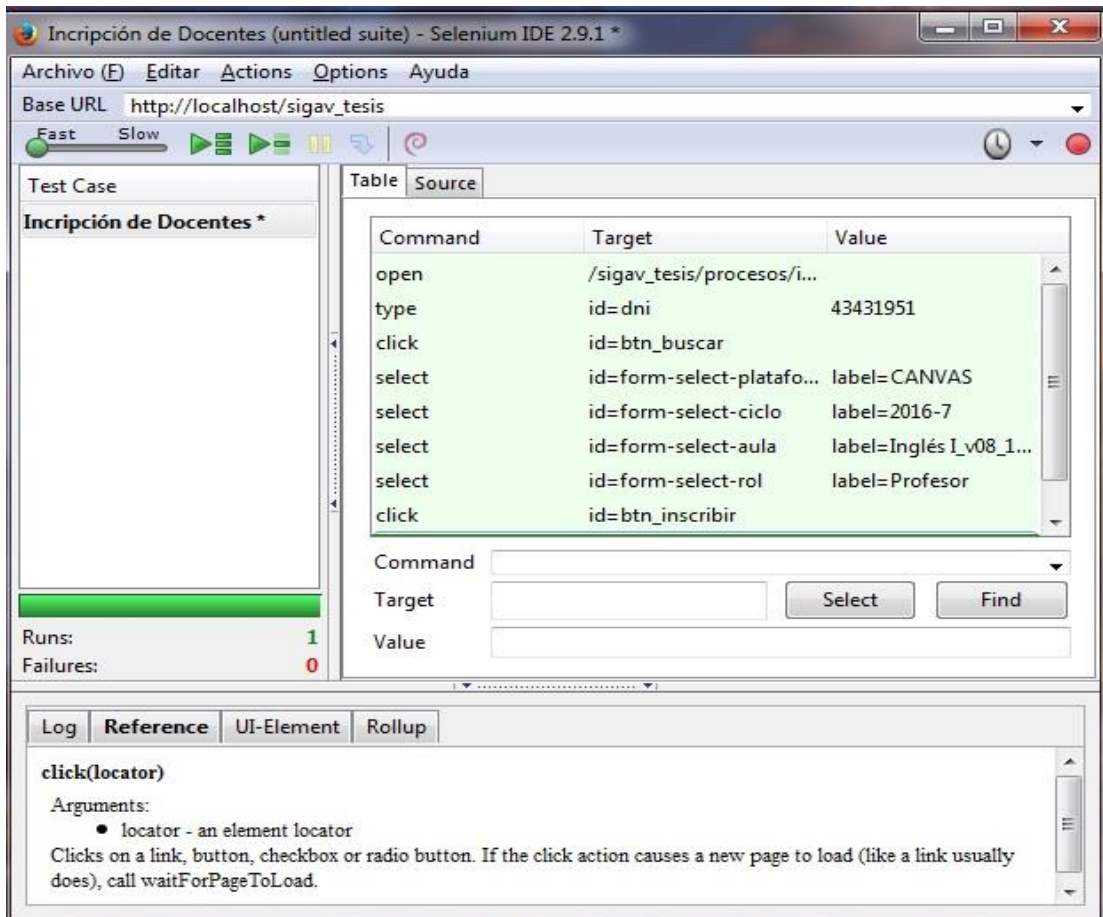 Incripción de Docentes (untitled suite) - Selenium IDE 2.9.1 *
Archivo (F) Editar Actions Options Ayuda
Base URL http://localhost/sigav_tesis
Fast Slow
Test Case
Incripción de Docentes *
Table Source
Command Target Value
open /sigav_tesis/procesos/i...
type id=dni 43431951
click id=btn_buscar
select id=form-select-platafo... label=CANVAS
select id=form-select-ciclo label=2016-7
select id=form-select-aula label=Inglés I_v08_1...
select id=form-select-rol label=Profesor
click id=btn_inscribir
Command
Target Select Find
Value
Runs: 1
Failures: 0
Log Reference UI-Element Rollup
click(locator)
Arguments:
• locator - an element locator
Clicks on a link, button, checkbox or radio button. If the click action causes a new page to load (like a link usually
does), call waitForPageToLoad.